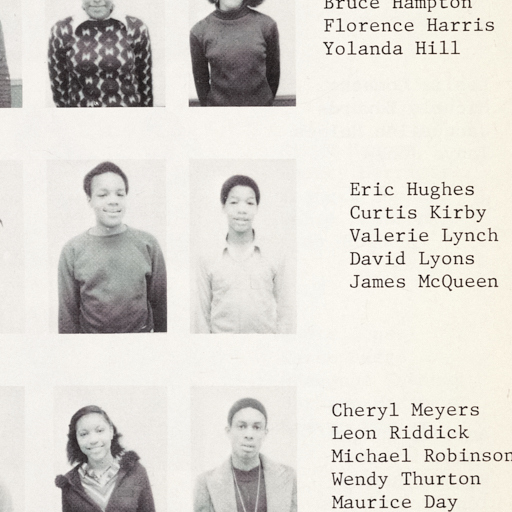 Bruce Hampton
Florence Harris
Yolanda Hill
Eric Hughes
Curtis Kirby
Valerie Lynch
David Lyons
James McQueen
Cheryl Meyers
Leon Riddick
Michael Robinson
Wendy Thurton
Maurice Day